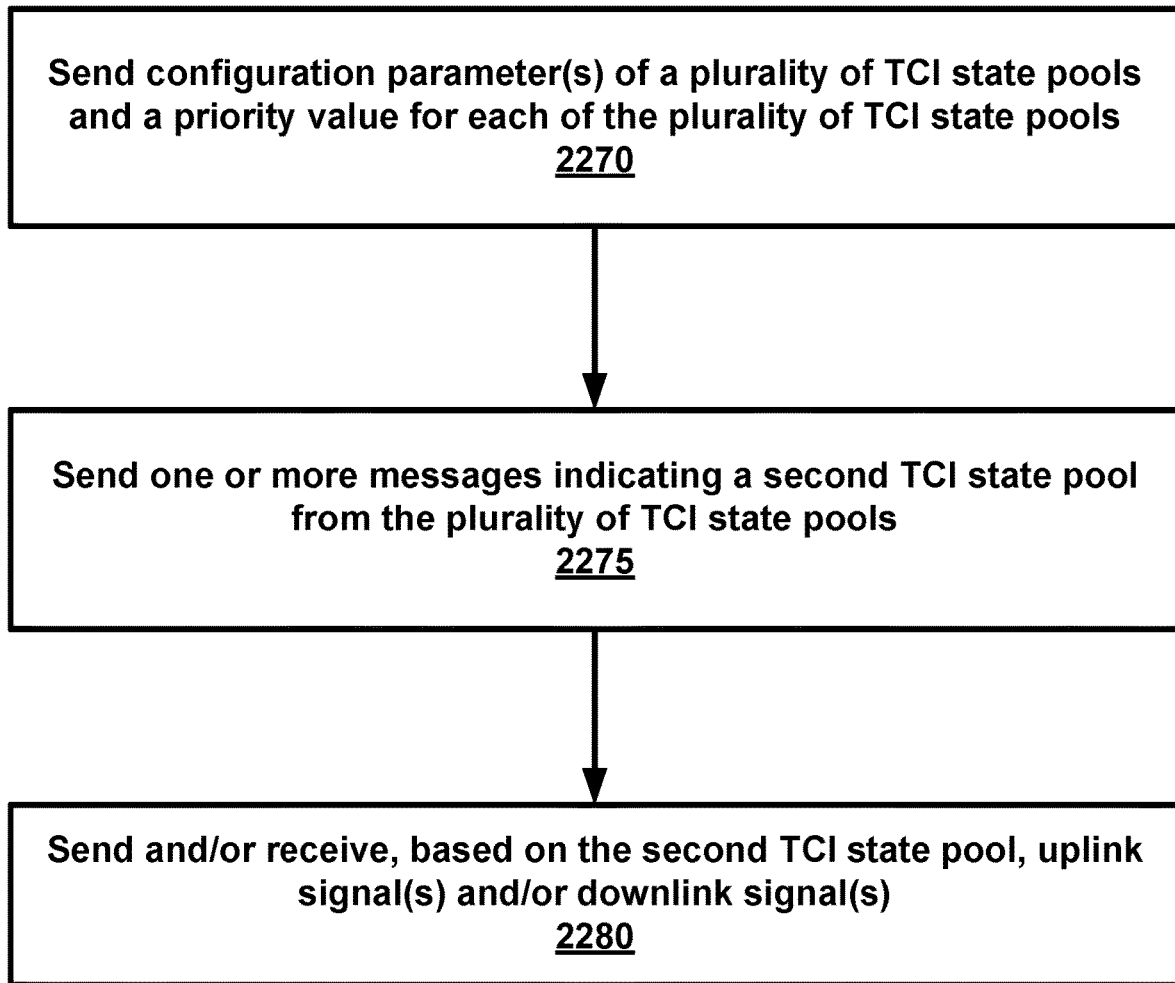 Send configuration parameter(s) of a plurality of TCI state pools
and a priority value for each of the plurality of TCI state pools
2270
Send one or more messages indicating a second TCI state pool
from the plurality of TCI state pools
2275
Send and/or receive, based on the second TCI state pool, uplink
signal(s) and/or downlink signal(s)
2280